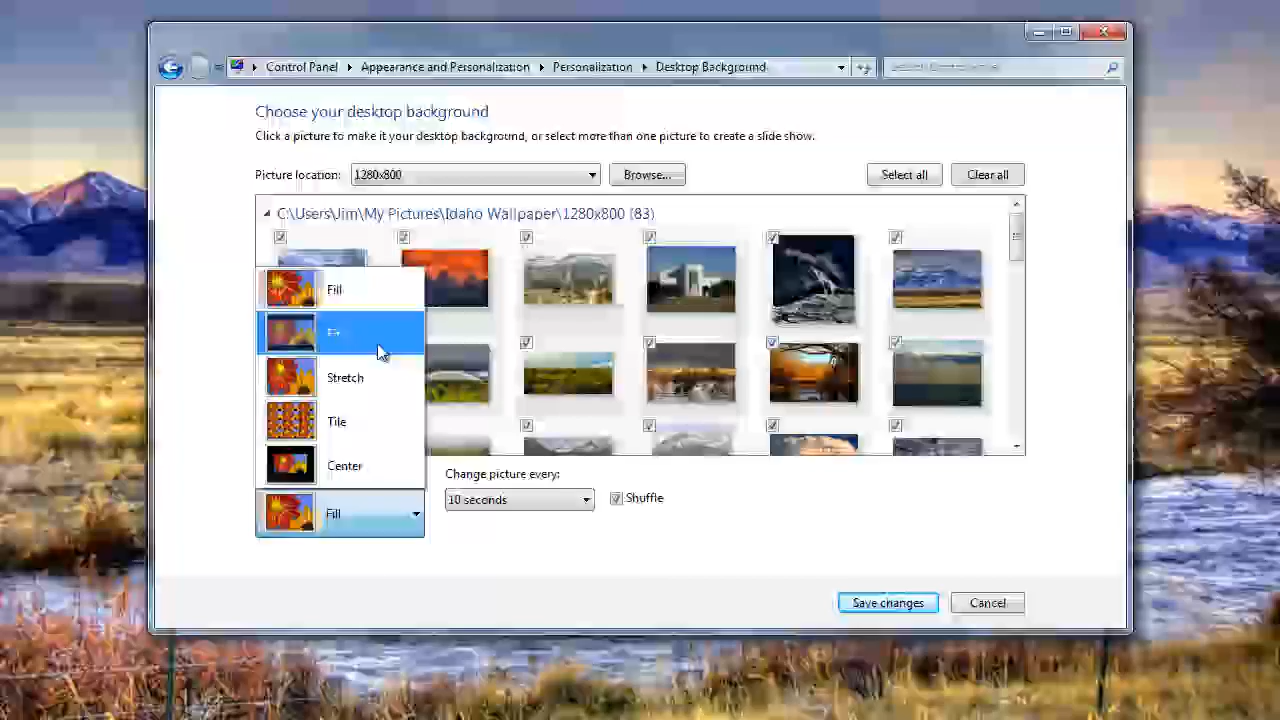 Control Panel Appearance and Personalization Personalization Desktop Background
Choose your desktop background
Click a picture to make it your desktop background, or select more than one picture to create a slide show.
Picture location: 1280x800 Browse... Select all Clear all
C:\Users\Jim\My Pictures\Idaho Wallpaper\1280x800 (83)
Fill
Stretch
Tile
Center
Fill
Change picture every:
10 seconds Shuffle
Save changes Cancel